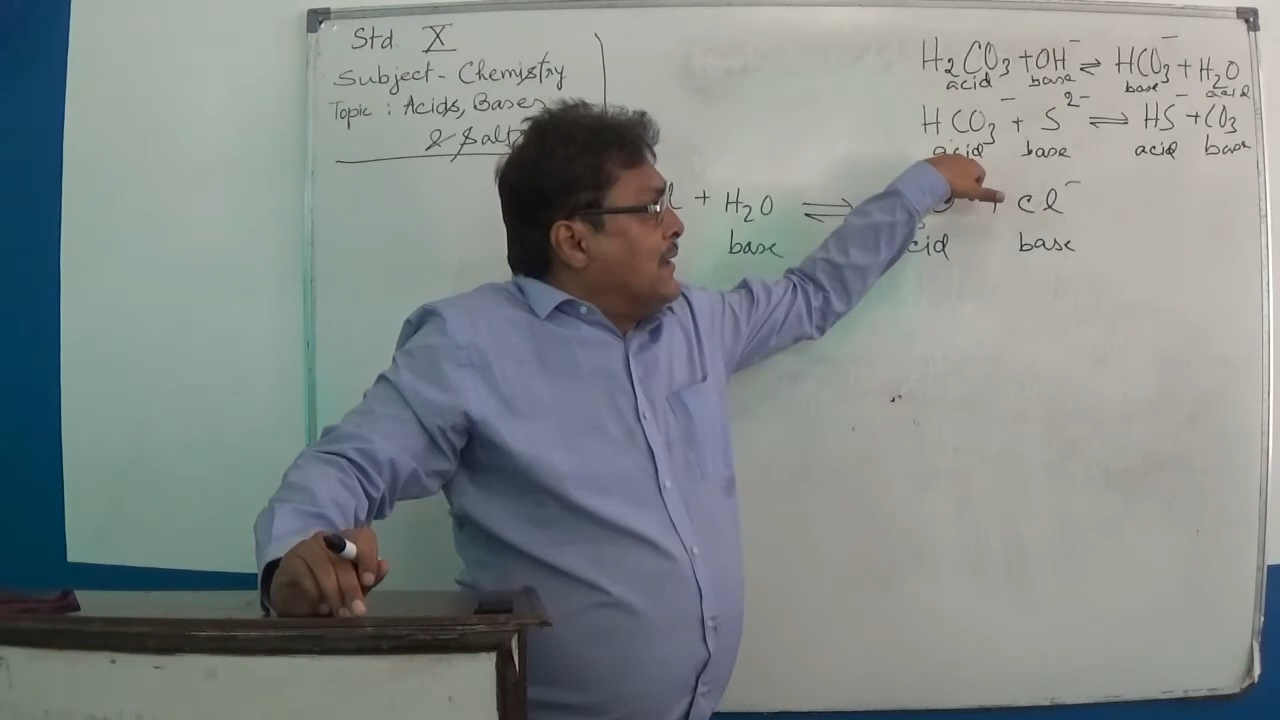 Std X
Subject - Chemistry
Topic : Acids, Bases
& Salts
H₂CO₃ + OH⁻ ⇌ HCO₃⁻ + H₂O
acid base base acid
HCO₃⁻ + S²⁻ ⇌ HS⁻ + CO₃
acid base acid base
l + H₂O ⇌ + Cl⁻
base cid base